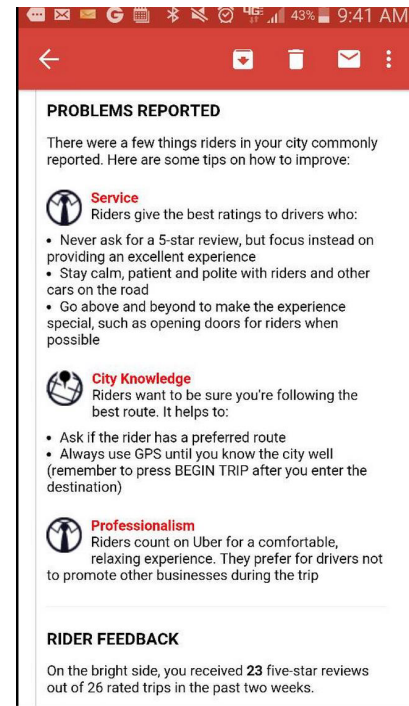 4G 43% 9:41 AM
PROBLEMS REPORTED
There were a few things riders in your city commonly
reported. Here are some tips on how to improve:
Service
Riders give the best ratings to drivers who:
• Never ask for a 5-star review, but focus instead on
providing an excellent experience
• Stay calm, patient and polite with riders and other
cars on the road
• Go above and beyond to make the experience
special, such as opening doors for riders when
possible
City Knowledge
Riders want to be sure you're following the
best route. It helps to:
• Ask if the rider has a preferred route
• Always use GPS until you know the city well
(remember to press BEGIN TRIP after you enter the
destination)
Professionalism
Riders count on Uber for a comfortable,
relaxing experience. They prefer for drivers not
to promote other businesses during the trip
RIDER FEEDBACK
On the bright side, you received 23 five-star reviews
out of 26 rated trips in the past two weeks.